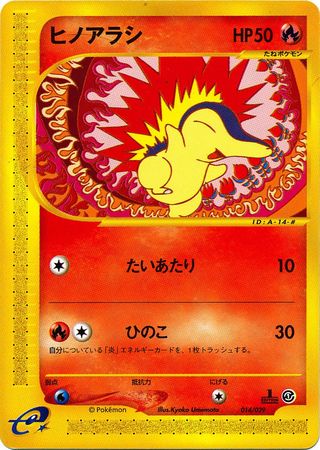 ヒノアラシ HP50
たねポケモン
ID:A-14-#
たいあたり 10
ひのこ 30
自分についている「炎」エネルギーカードを、1枚トラッシュする。
弱点 抵抗力 にげる
© Pokémon Illus.Kyoko Umemoto 014/029
1 EDITION
e